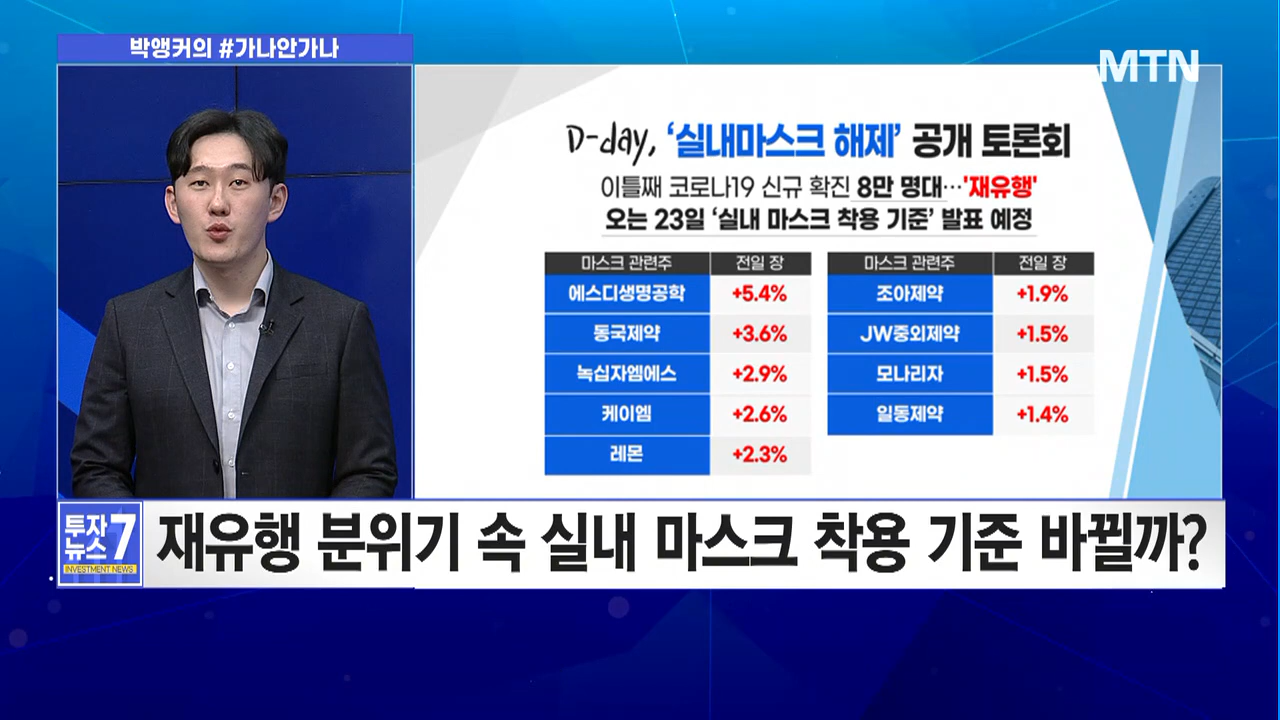 박앵커의 #가나안가나
MTN
D-day, ‘실내마스크 해제’ 공개 토론회
이틀째 코로나19 신규 확진 8만 명대…'재유행'
오는 23일 ‘실내 마스크 착용 기준’ 발표 예정
마스크 관련주 전일 장 마스크 관련주 전일 장
에스디생명공학 +5.4% 조아제약 +1.9%
동국제약 +3.6% JW중외제약 +1.5%
녹십자엠에스 +2.9% 모나리자 +1.5%
케이엠 +2.6% 일동제약 +1.4%
레몬 +2.3%
투자
뉴스 7
INVESTMENT NEWS
재유행 분위기 속 실내 마스크 착용 기준 바뀔까?